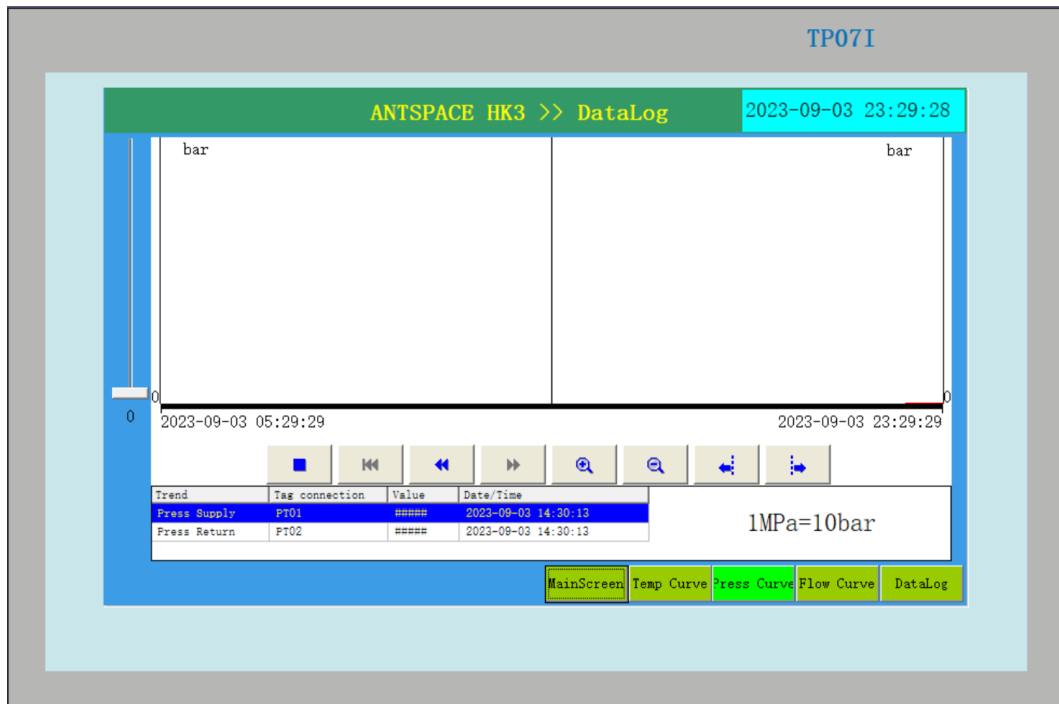 TP07I
ANTSPACE HK3 >> DataLog
2023-09-03 23:29:28
bar
bar
0
0
0
2023-09-03 05:29:29
2023-09-03 23:29:29
Trend Tag connection Value Date/Time
Press Supply PT01 ##### 2023-09-03 14:30:13
Press Return PT02 ##### 2023-09-03 14:30:13
1MPa=10bar
MainScreen Temp Curve Press Curve Flow Curve DataLog